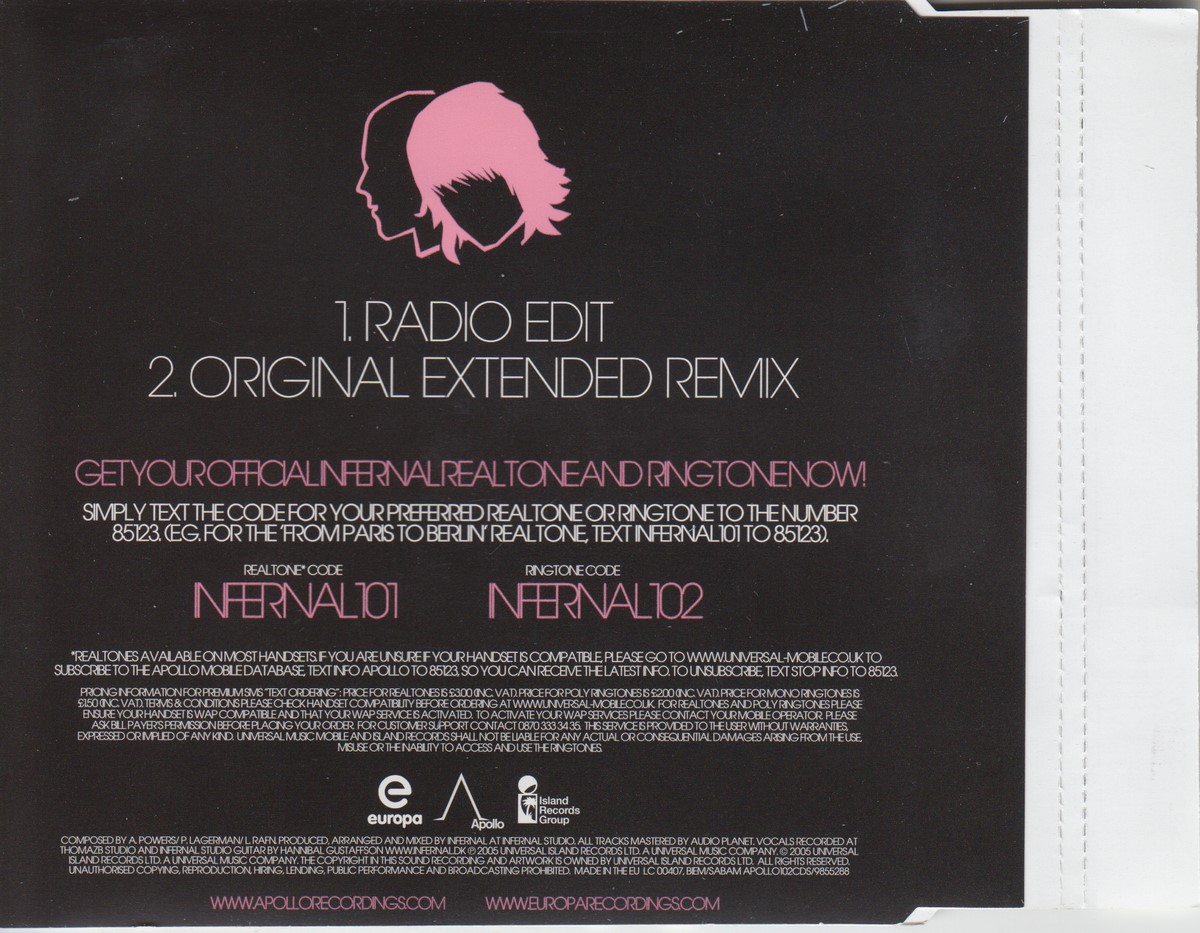 1. RADIO EDIT
2. ORIGINAL EXTENDED REMIX
GET YOUR OFFICIAL INFERNAL REALTONE AND RINGTONE NOW!
SIMPLY TEXT THE CODE FOR YOUR PREFERRED REALTONE OR RINGTONE TO THE NUMBER
85123. (E.G. FOR THE 'FROM PARIS TO BERLIN' REALTONE, TEXT INFERNAL101 TO 85123).
REALTONE* CODE
INFERNAL101
RINGTONE CODE
INFERNAL102
*REALTONES AVAILABLE ON MOST HANDSETS. IF YOU ARE UNSURE IF YOUR HANDSET IS COMPATIBLE, PLEASE GO TO WWW.UNIVERSAL-MOBILE.CO.UK TO
SUBSCRIBE TO THE APOLLO MOBILE DATABASE, TEXT INFO APOLLO TO 85123, SO YOU CAN RECEIVE THE LATEST INFO. TO UNSUBSCRIBE, TEXT STOP INFO, TO 85123.
PRICING INFORMATION FOR PREMIUM SMS "TEXT ORDERING": PRICE FOR REALTONES IS £3.00 (INC. VAT). PRICE FOR POLY RINGTONES IS £2.00 (INC. VAT). PRICE FOR MONO RINGTONES IS
£1.50 (INC. VAT). TERMS & CONDITIONS PLEASE CHECK HANDSET COMPATIBILITY BEFORE ORDERING AT WWW.UNIVERSAL-MOBILE.CO.UK. FOR REALTONES AND POLY RINGTONES PLEASE
ENSURE YOUR HANDSET IS WAP COMPATIBLE AND THAT YOUR WAP SERVICE IS ACTIVATED. TO ACTIVATE YOUR WAP SERVICES PLEASE CONTACT YOUR MOBILE OPERATOR. PLEASE
ASK BILL PAYER'S PERMISSION BEFORE PLACING YOUR ORDER. FOR CUSTOMER SUPPORT CONTACT 0870 333 34 35. THIS SERVICE IS PROVIDED TO THE USER WITHOUT WARRANTIES,
EXPRESSED OR IMPLIED OF ANY KIND. UNIVERSAL MUSIC MOBILE AND ISLAND RECORDS SHALL NOT BE LIABLE FOR ANY ACTUAL OR CONSEQUENTIAL DAMAGES ARISING FROM THE USE,
MISUSE OR THE INABILITY TO ACCESS AND USE THE RINGTONES.
e
europa
Apollo
Island
Records
Group
COMPOSED BY A. POWERS/ P. LAGERMAN/ L. RAFN. PRODUCED, ARRANGED AND MIXED BY INFERNAL AT INFERNAL STUDIO. ALL TRACKS MASTERED BY AUDIO PLANET. VOCALS RECORDED AT
THOMAZB STUDIO AND INFERNAL STUDIO GUITAR BY HANNIBAL GUSTAFFSON WWW.INFERNAL.DK ℗ 2005 UNIVERSAL ISLAND RECORDS LTD. A UNIVERSAL MUSIC COMPANY. © 2005 UNIVERSAL
ISLAND RECORDS LTD. A UNIVERSAL MUSIC COMPANY. THE COPYRIGHT IN THIS SOUND RECORDING AND ARTWORK IS OWNED BY UNIVERSAL ISLAND RECORDS LTD. ALL RIGHTS RESERVED.
UNAUTHORISED COPYING, REPRODUCTION, HIRING, LENDING, PUBLIC PERFORMANCE AND BROADCASTING PROHIBITED. MADE IN THE EU LC 00407, BIEM/SABAM APOLLO102CDS/9855288
WWW.APOLLORECORDINGS.COM WWW.EUROPARECORDINGS.COM